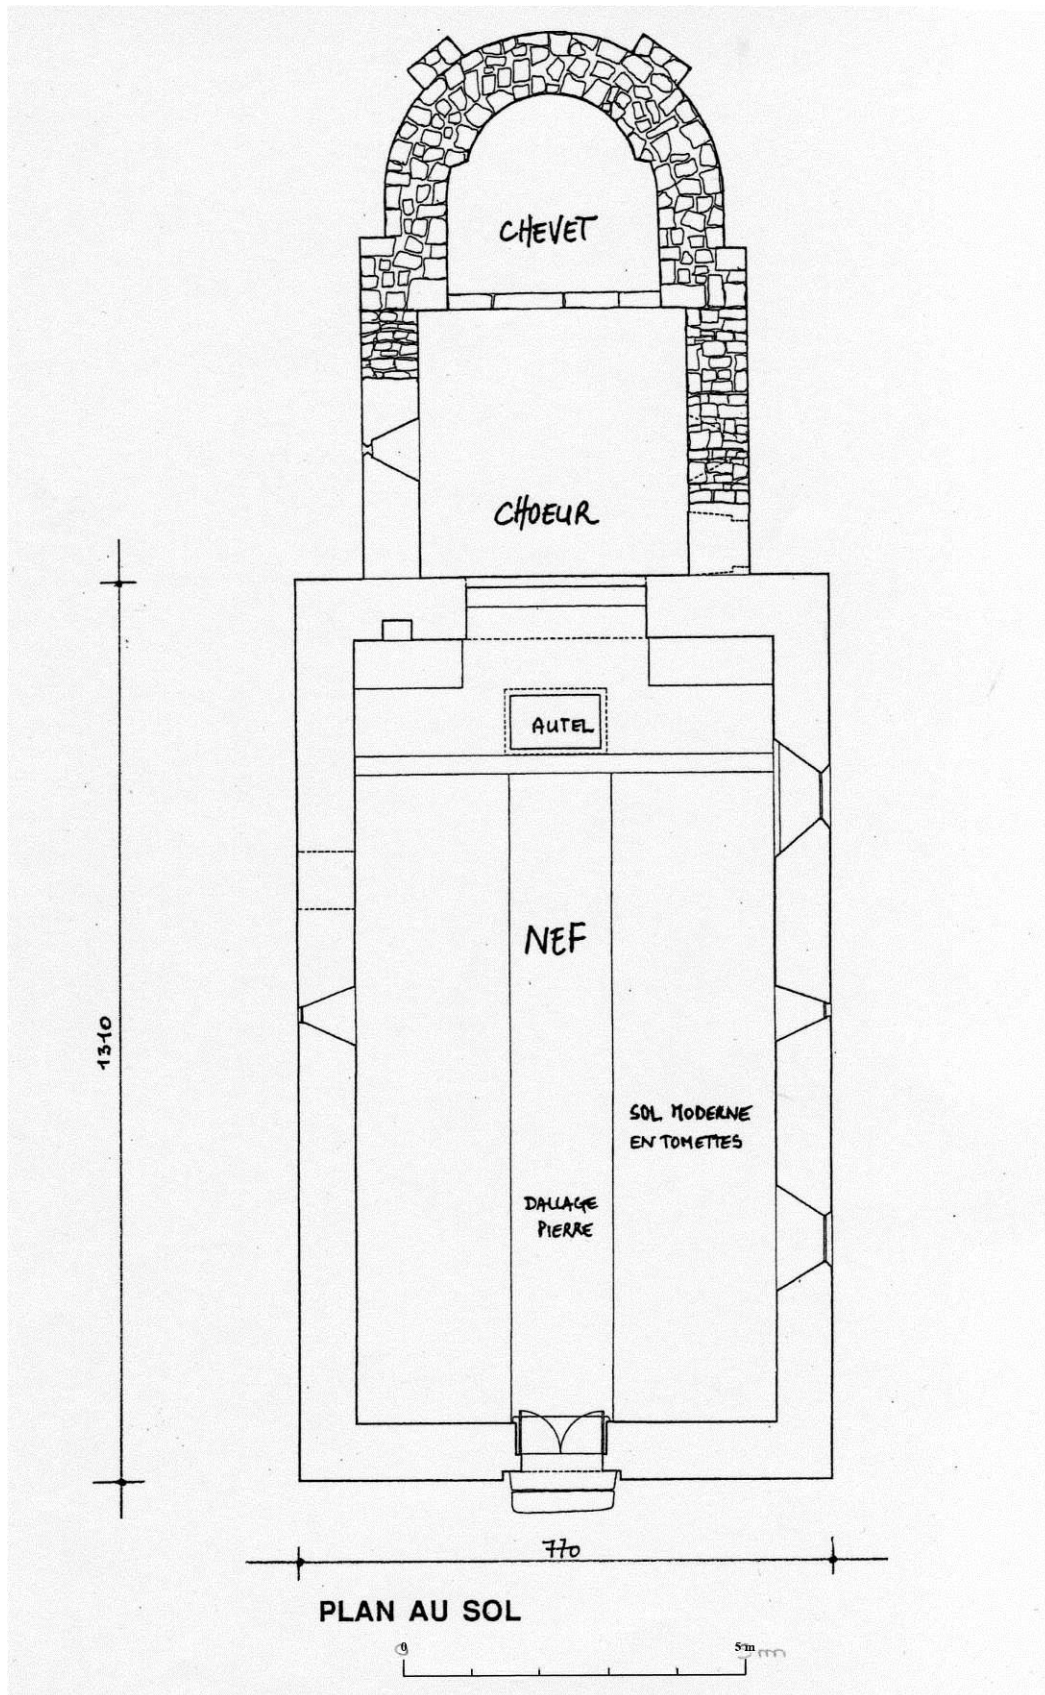 CHEVET
CHOEUR
AUTEL
NEF
1310
SOL MODERNE
EN TOMETTES
DALLAGE
PIERRE
770
PLAN AU SOL
0 5 m